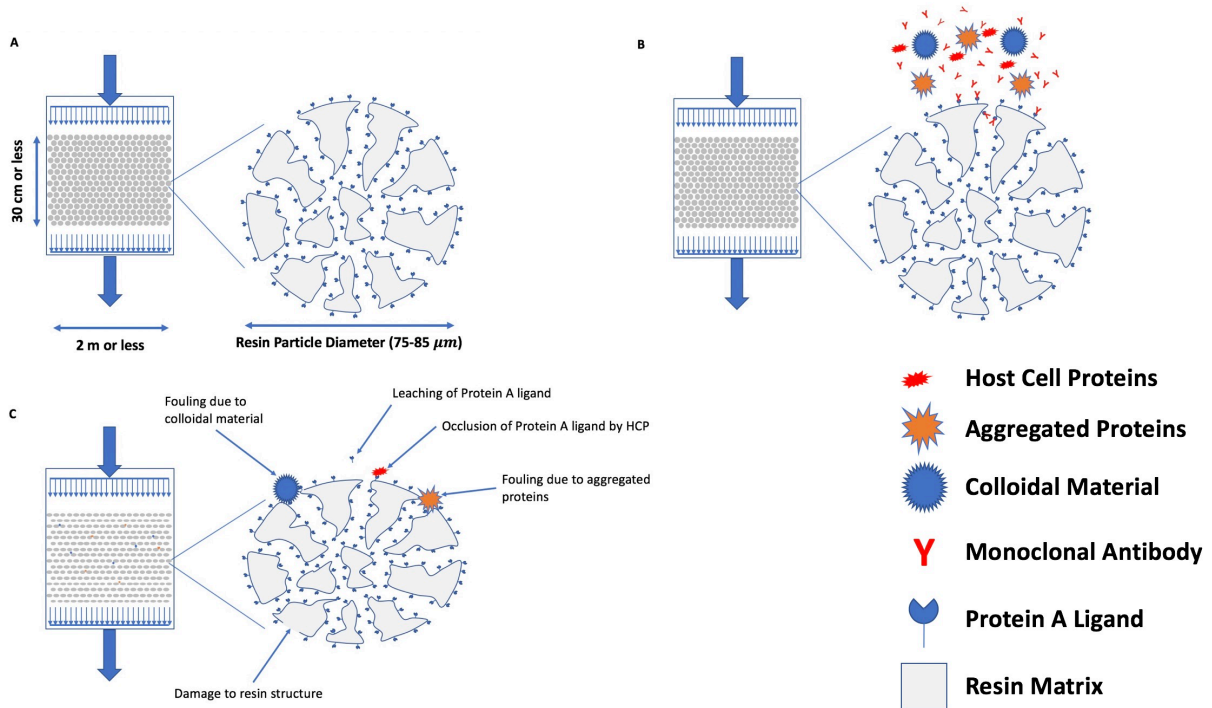 A
30 cm or less
2 m or less
Resin Particle Diameter (75-85 μm)
B
C
Fouling due to
colloidal material
Leaching of Protein A ligand
Occlusion of Protein A ligand by HCP
Fouling due to aggregated
proteins
Damage to resin structure
Host Cell Proteins
Aggregated Proteins
Colloidal Material
Monoclonal Antibody
Protein A Ligand
Resin Matrix